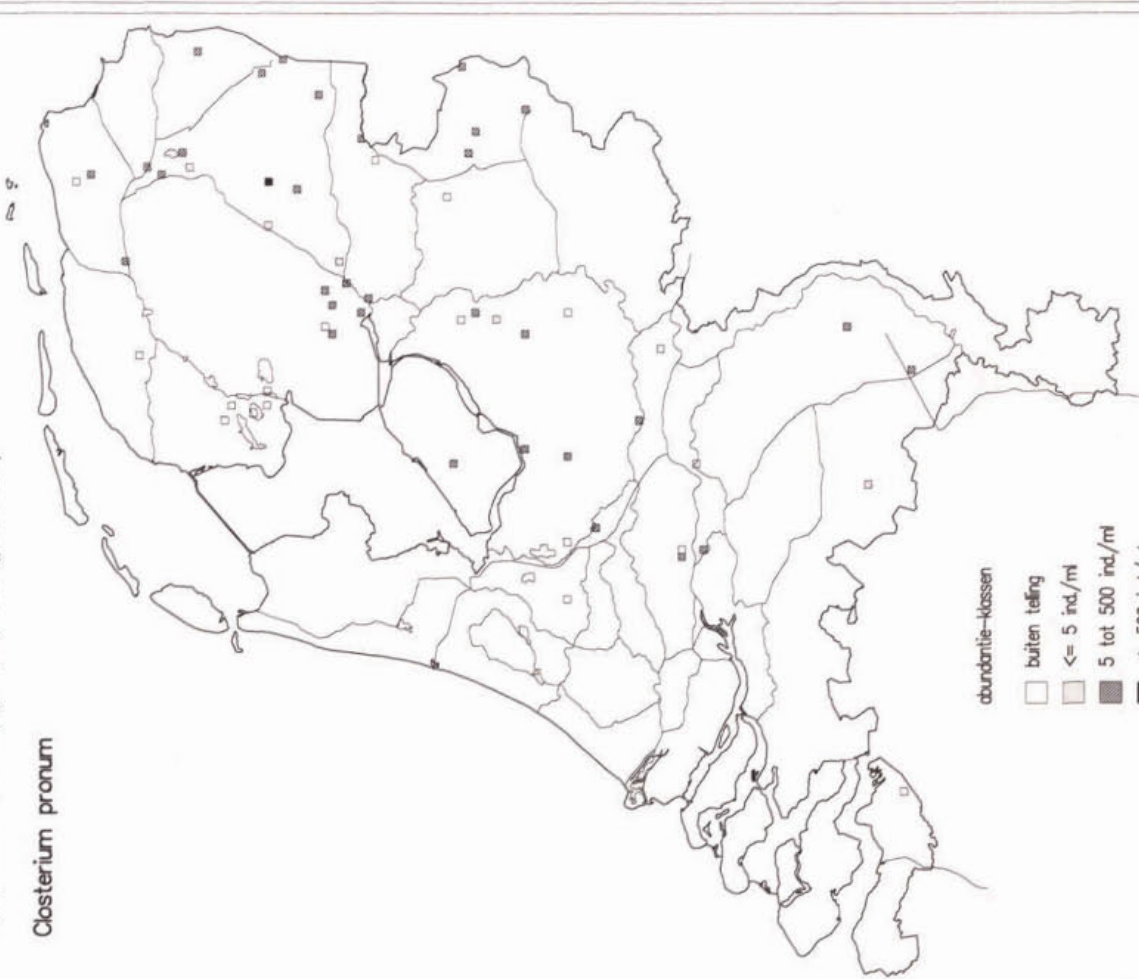 Closterium pronum
abundantie-klassen
buiten telling
<= 5 ind./ml
5 tot 500 ind./ml